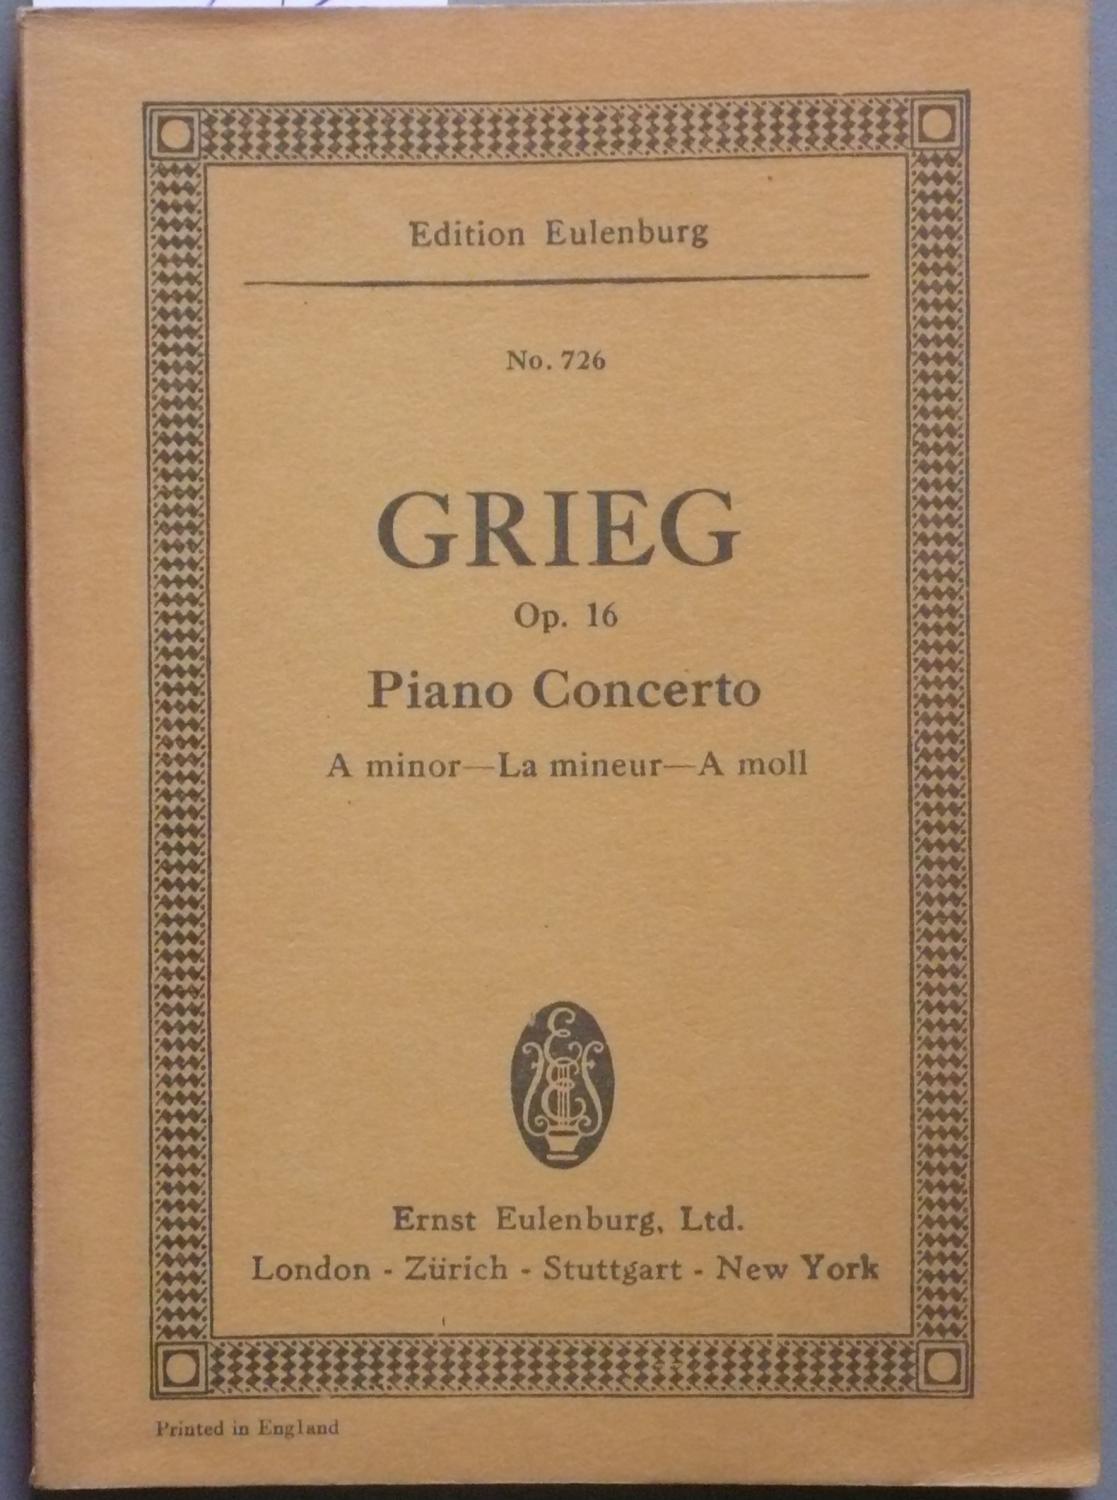 Edition Eulenburg
No. 726
GRIEG
Op. 16
Piano Concerto
A minor—La mineur—A moll
Ernst Eulenburg, Ltd.
London - Zürich - Stuttgart - New York
Printed in England